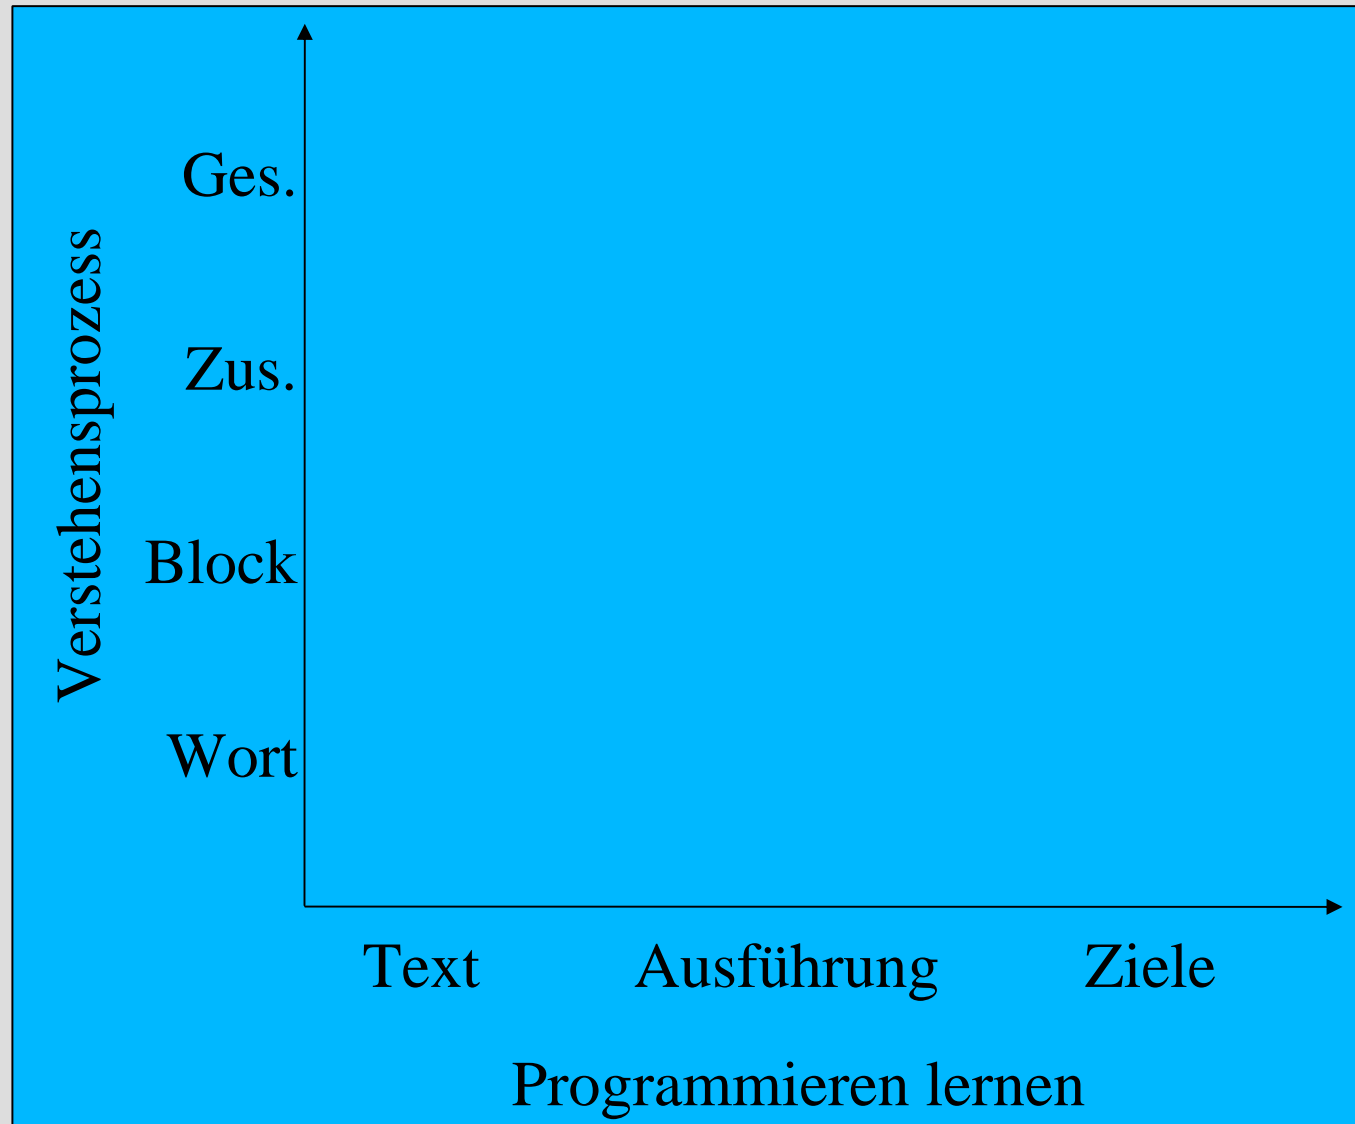 Verstehensprozess
Ges.
Zus.
Block
Wort
Text Ausführung Ziele
Programmieren lernen